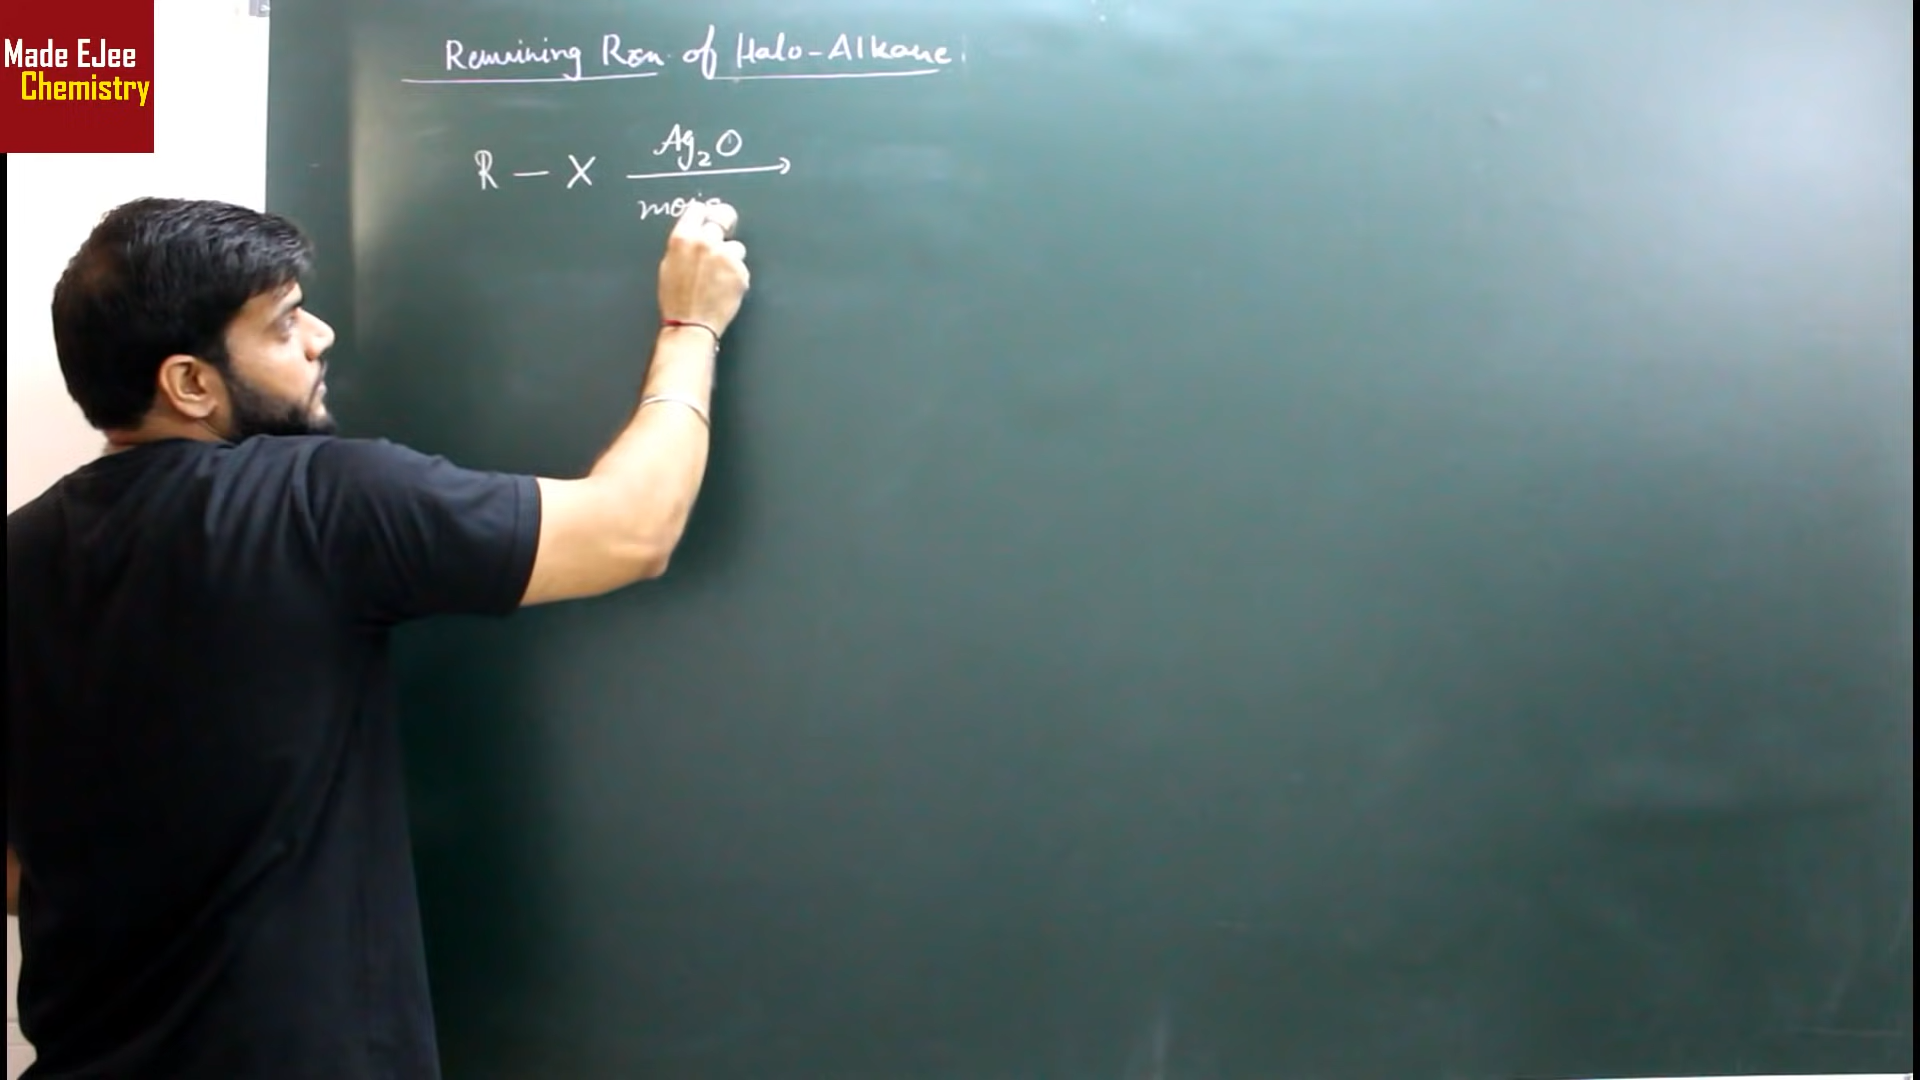 Made EJee
Chemistry
Remaining Rxn. of Halo-Alkane.
R — X
Ag₂O